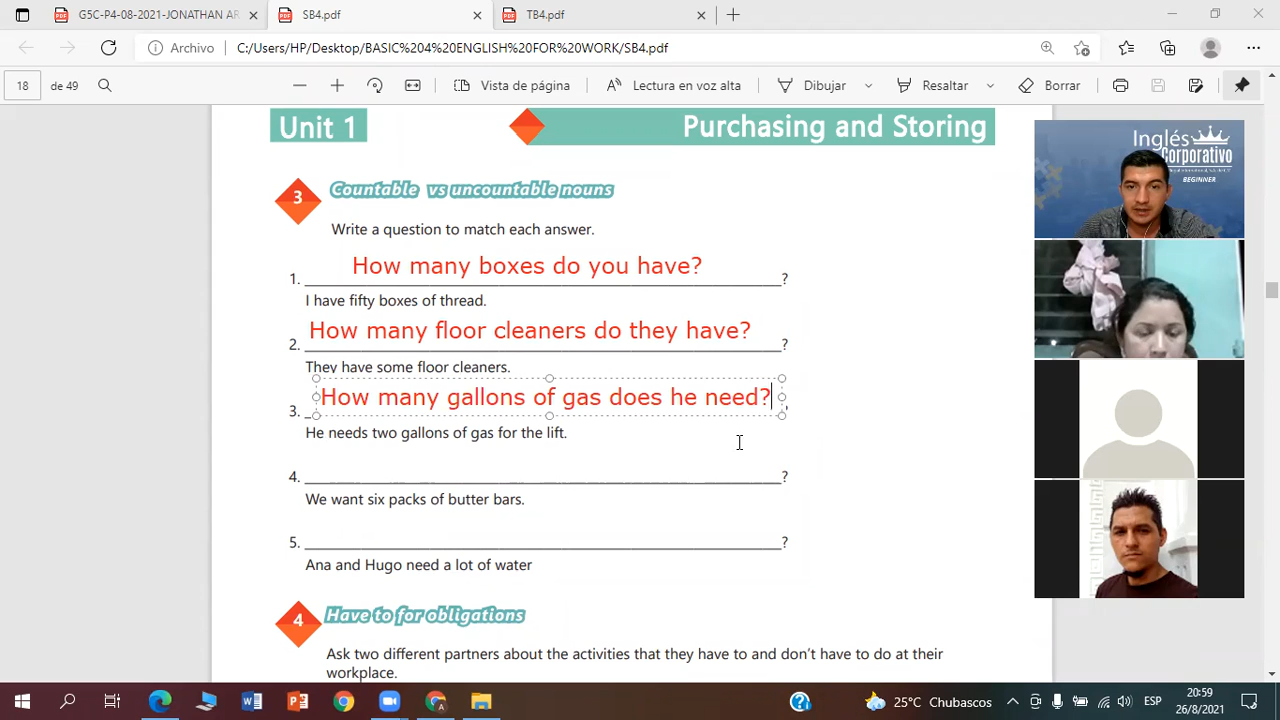 G5C-P4-08-2021-JONATHAN AR
SB4.pdf
TB4.pdf
Archivo
C:/Users/HP/Desktop/BASIC%204%20ENGLISH%20FOR%20WORK/SB4.pdf
18 de 49
Vista de página
Lectura en voz alta
Dibujar
Resaltar
Borrar
Unit 1
Purchasing and Storing
Inglés
Corporativo
BEGINNER
3
Countable vs uncountable nouns
Write a question to match each answer.
How many boxes do you have?
1. ?
I have fifty boxes of thread.
How many floor cleaners do they have?
2. ?
They have some floor cleaners.
How many gallons of gas does he need?
3.
He needs two gallons of gas for the lift.
4. ?
We want six packs of butter bars.
5. ?
Ana and Hugo need a lot of water
4
Have to for obligations
Ask two different partners about the activities that they have to and don't have to do at their
workplace.
25°C Chubascos
ESP
20:59
26/8/2021